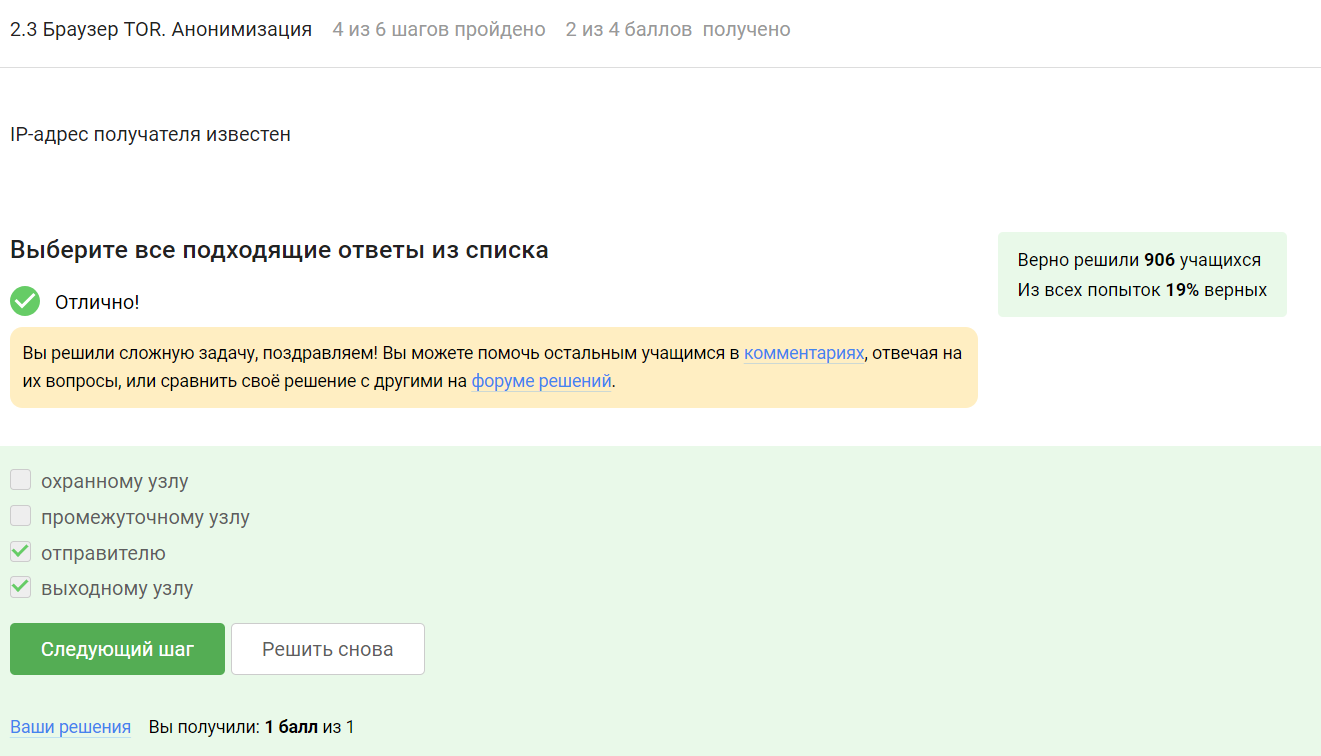 2.3 Браузер TOR. Анонимизация 4 из 6 шагов пройдено 2 из 4 баллов получено
IP-адрес получателя известен
Выберите все подходящие ответы из списка
Отлично!
Вы решили сложную задачу, поздравляем! Вы можете помочь остальным учащимся в комментариях, отвечая на
их вопросы, или сравнить своё решение с другими на форуме решений.
Верно решили 906 учащихся
Из всех попыток 19% верных
охранному узлу
промежуточному узлу
отправителю
выходному узлу
Следующий шаг Решить снова
Ваши решения Вы получили: 1 балл из 1